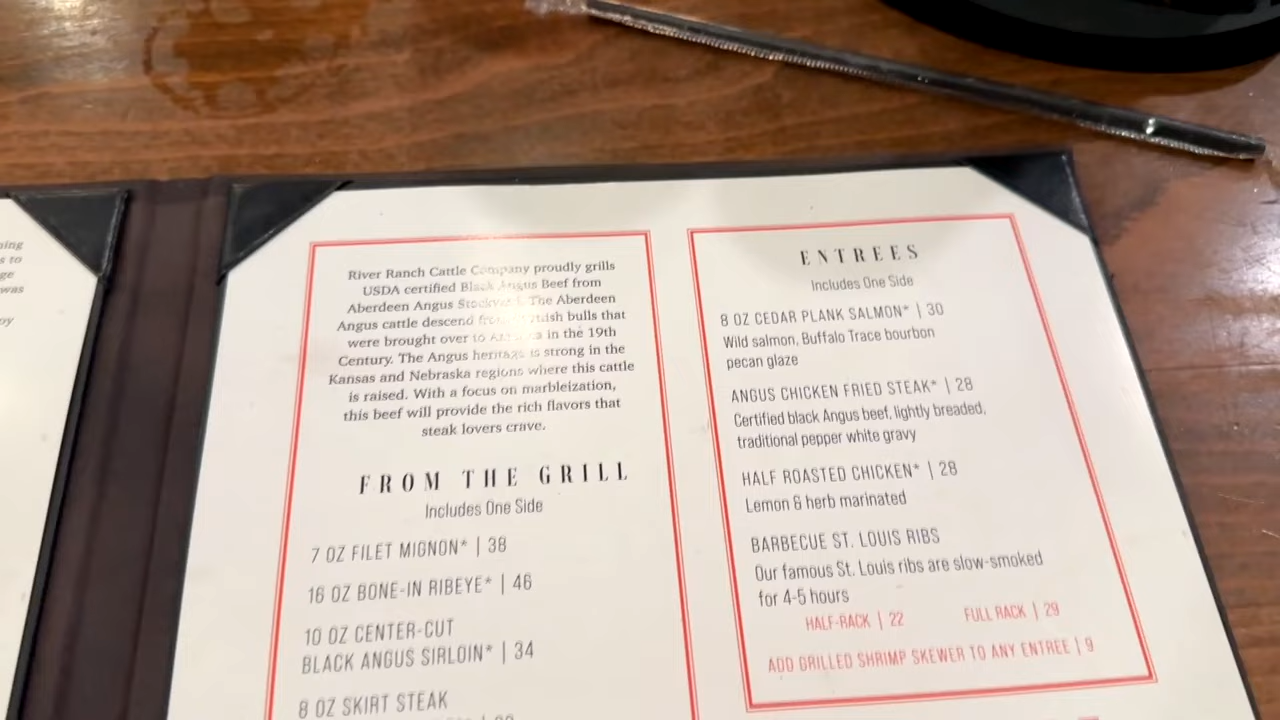 ning
s to
ge
was
oy
River Ranch Cattle Company proudly grills
USDA certified Black Angus Beef from
Aberdeen Angus The Aberdeen
Angus cattle descend from bulls that
were brought over to in the 19th
Century. The Angus heritage is strong in the
Kansas and Nebraska regions where this cattle
is raised. With a focus on marbleization,
this beef will provide the rich flavors that
steak lovers crave.
FROM THE GRILL
Includes One Side
7 OZ FILET MIGNON* | 38
16 OZ BONE-IN RIBEYE* | 46
10 OZ CENTER-CUT
BLACK ANGUS SIRLOIN* | 34
8 OZ SKIRT STEAK
ENTREES
Includes One Side
8 OZ CEDAR PLANK SALMON* | 30
Wild salmon, Buffalo Trace bourbon
pecan glaze
ANGUS CHICKEN FRIED STEAK* | 28
Certified black Angus beef, lightly breaded,
traditional pepper white gravy
HALF ROASTED CHICKEN* | 28
Lemon & herb marinated
BARBECUE ST. LOUIS RIBS
Our famous St. Louis ribs are slow-smoked
for 4-5 hours
HALF-RACK | 22 FULL RACK | 29
ADD GRILLED SHRIMP SKEWER TO ANY ENTREE | 9